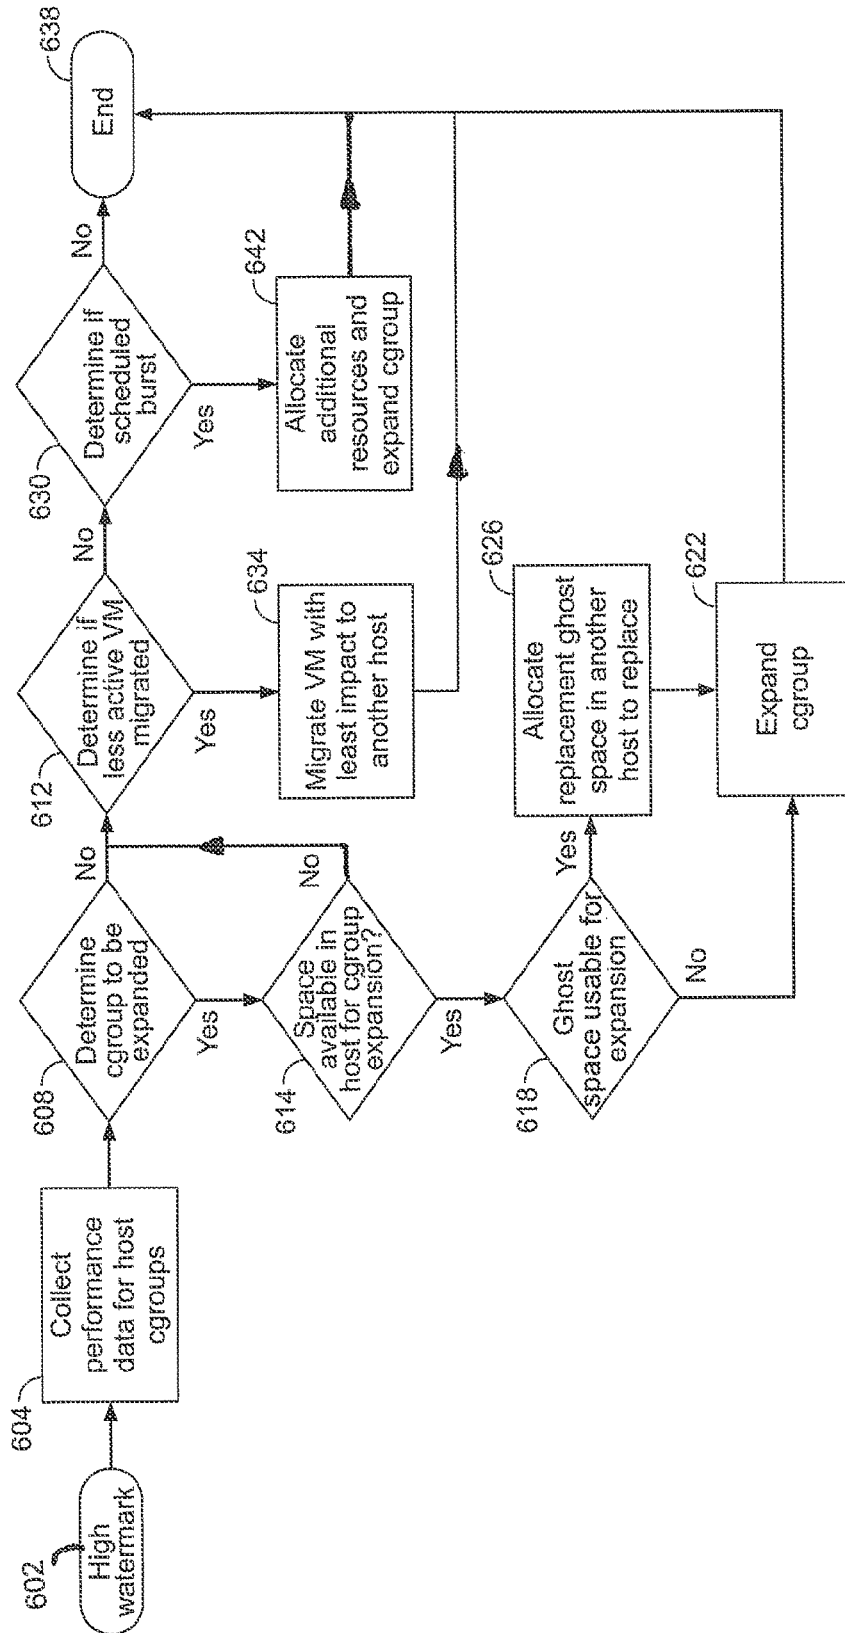 602
High
watermark
604
Collect
performance
data for host
cgroups
608
Determine
cgroup to be
expanded
No
Yes
612
Determine if
less active VM
migrated
No
Yes
630
Determine if
scheduled
burst
No
Yes
638
End
614
Space
available in
host for cgroup
expansion?
No
Yes
634
Migrate VM with
least impact to
another host
642
Allocate
additional
resources and
expand cgroup
618
Ghost
space usable for
expansion
Yes
No
626
Allocate
replacement ghost
space in another
host to replace
622
Expand
cgroup